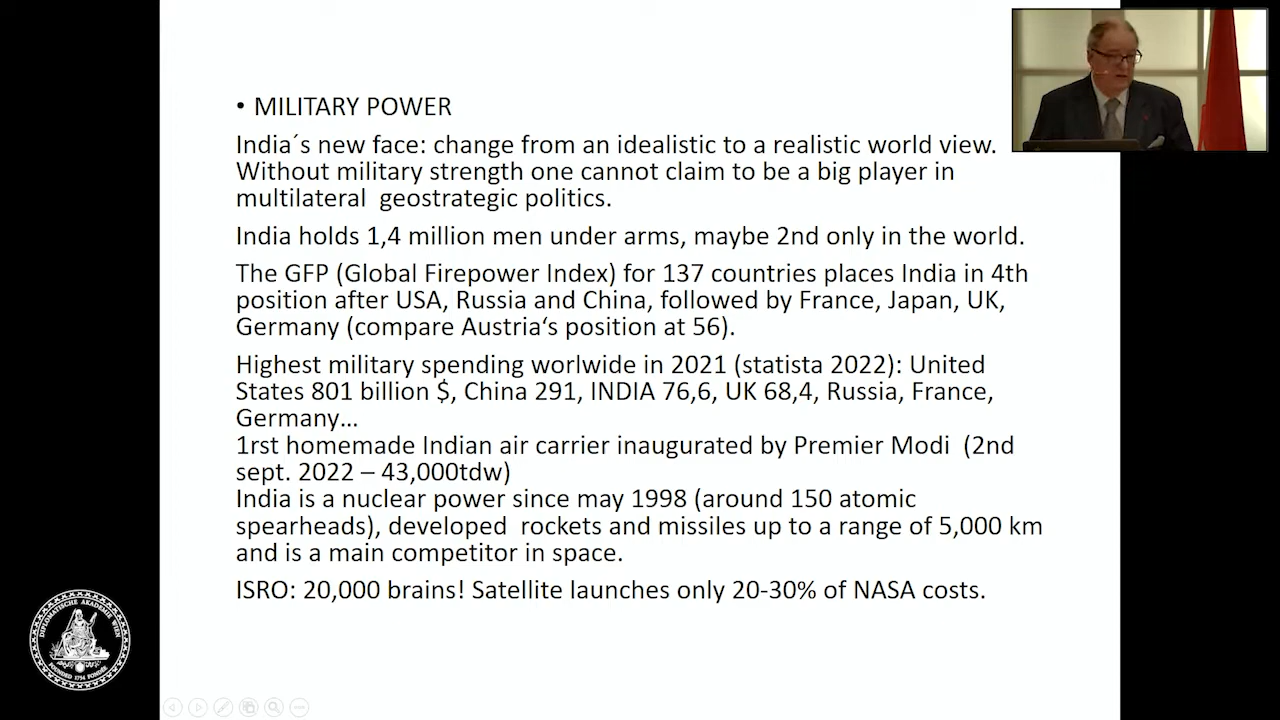 • MILITARY POWER
India´s new face: change from an idealistic to a realistic world view.
Without military strength one cannot claim to be a big player in
multilateral  geostrategic politics.
India holds 1,4 million men under arms, maybe 2nd only in the world.
The GFP (Global Firepower Index) for 137 countries places India in 4th
position after USA, Russia and China, followed by France, Japan, UK,
Germany (compare Austria‘s position at 56).
Highest military spending worlwide in 2021 (statista 2022): United
States 801 billion $, China 291, INDIA 76,6, UK 68,4, Russia, France,
Germany…
1rst homemade Indian air carrier inaugurated by Premier Modi  (2nd
sept. 2022 – 43,000tdw)
India is a nuclear power since may 1998 (around 150 atomic
spearheads), developed  rockets and missiles up to a range of 5,000 km
and is a main competitor in space.
ISRO: 20,000 brains! Satellite launches only 20-30% of NASA costs.
DIPLOMATISCHE AKADEMIE WIEN
FOUNDED 1754 FONDÉE